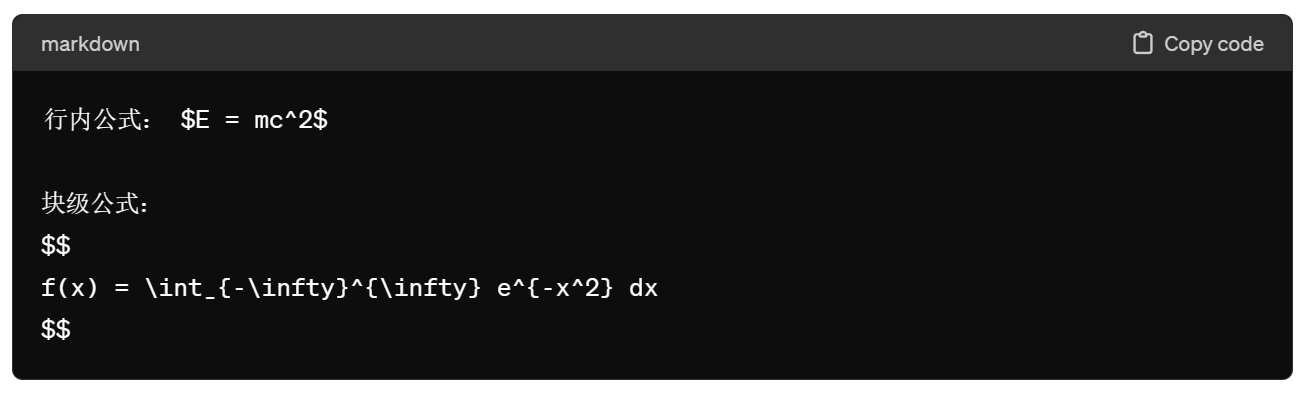 markdown
Copy code
行内公式： $E = mc^2$
块级公式：
$$
f(x) = \int_{-\infty}^{\infty} e^{-x^2} dx
$$